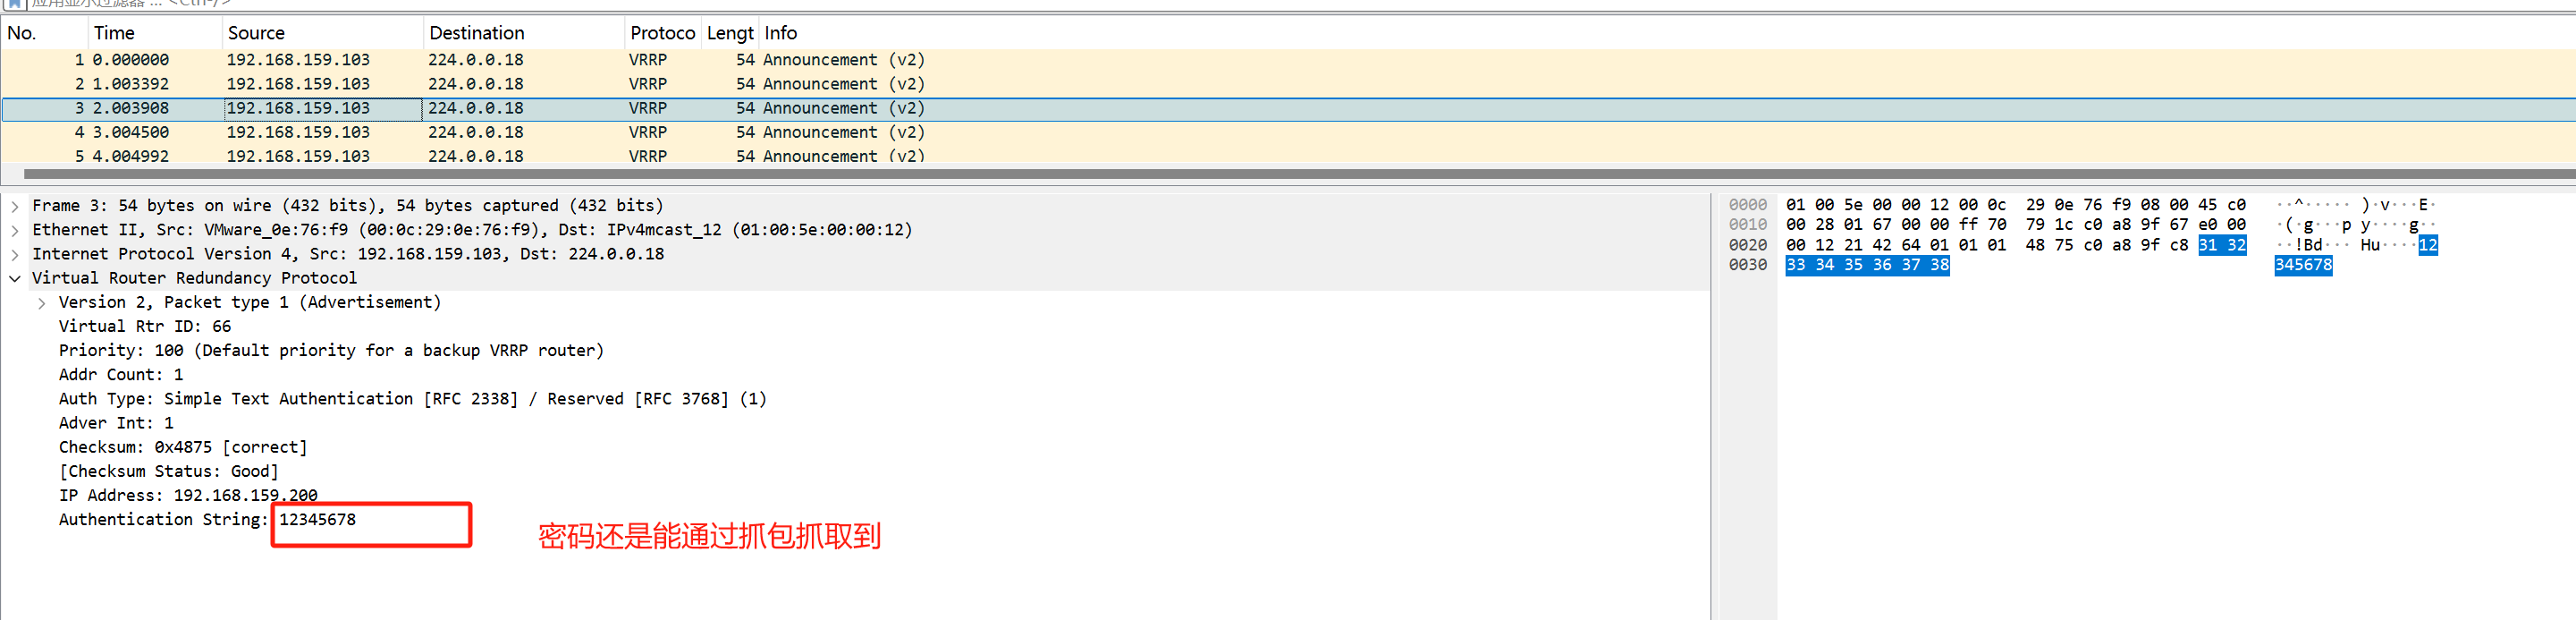 应用显示过滤器 … <Ctrl-/>
No. Time Source Destination Protoco Lengt Info
1 0.000000 192.168.159.103 224.0.0.18 VRRP 54 Announcement (v2)
2 1.003392 192.168.159.103 224.0.0.18 VRRP 54 Announcement (v2)
3 2.003908 192.168.159.103 224.0.0.18 VRRP 54 Announcement (v2)
4 3.004500 192.168.159.103 224.0.0.18 VRRP 54 Announcement (v2)
5 4.004992 192.168.159.103 224.0.0.18 VRRP 54 Announcement (v2)
Frame 3: 54 bytes on wire (432 bits), 54 bytes captured (432 bits)
Ethernet II, Src: VMware_0e:76:f9 (00:0c:29:0e:76:f9), Dst: IPv4mcast_12 (01:00:5e:00:00:12)
Internet Protocol Version 4, Src: 192.168.159.103, Dst: 224.0.0.18
Virtual Router Redundancy Protocol
Version 2, Packet type 1 (Advertisement)
Virtual Rtr ID: 66
Priority: 100 (Default priority for a backup VRRP router)
Addr Count: 1
Auth Type: Simple Text Authentication [RFC 2338] / Reserved [RFC 3768] (1)
Adver Int: 1
Checksum: 0x4875 [correct]
[Checksum Status: Good]
IP Address: 192.168.159.200
Authentication String: 12345678
密码还是能通过抓包抓取到
0000 01 00 5e 00 00 12 00 0c 29 0e 76 f9 08 00 45 c0 ··^····· )·v···E·
0010 00 28 01 67 00 00 ff 70 79 1c c0 a8 9f 67 e0 00 ·(·g···p y····g··
0020 00 12 21 42 64 01 01 01 48 75 c0 a8 9f c8 31 32 ··!Bd··· Hu····12
0030 33 34 35 36 37 38 345678